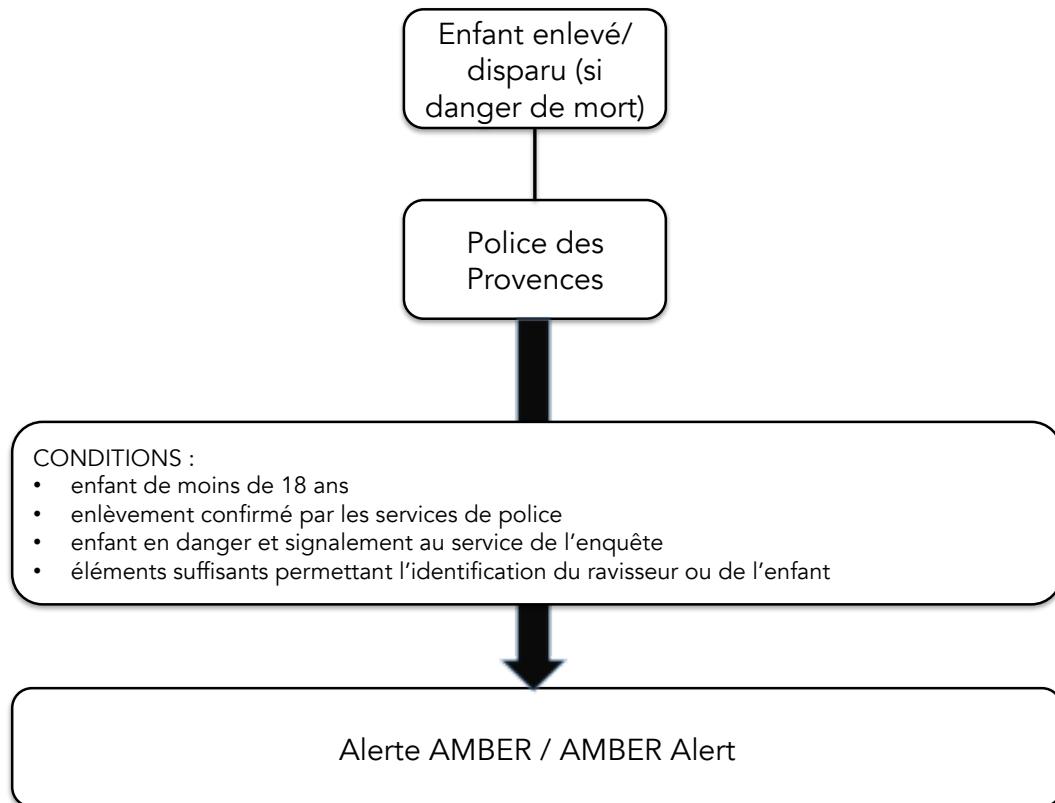 Enfant enlevé/
disparu (si
danger de mort)
Police des
Provences
CONDITIONS :
• enfant de moins de 18 ans
• enlèvement confirmé par les services de police
• enfant en danger et signalement au service de l’enquête
• éléments suffisants permettant l’identification du ravisseur ou de l’enfant
Alerte AMBER / AMBER Alert